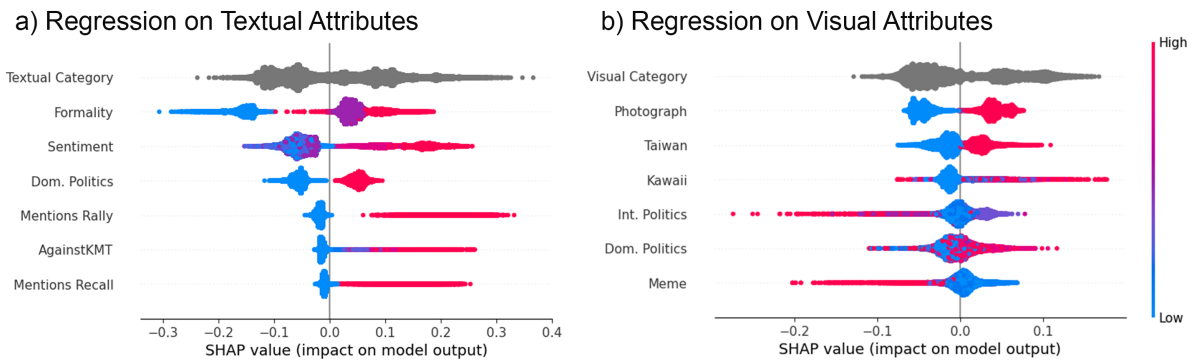 a) Regression on Textual Attributes
Textual Category
Formality
Sentiment
Dom. Politics
Mentions Rally
AgainstKMT
Mentions Recall
−0.3 −0.2 −0.1 0.0 0.1 0.2 0.3 0.4
SHAP value (impact on model output)
b) Regression on Visual Attributes
Visual Category
Photograph
Taiwan
Kawaii
Int. Politics
Dom. Politics
Meme
−0.2 −0.1 0.0 0.1
SHAP value (impact on model output)
High
Low